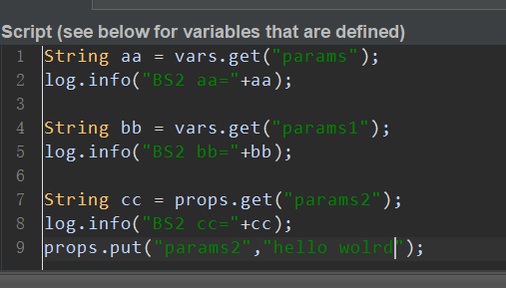 Script (see below for variables that are defined)
1 String aa = vars.get("params");
2 log.info("BS2 aa="+aa);
3
4 String bb = vars.get("params1");
5 log.info("BS2 bb="+bb);
6
7 String cc = props.get("params2");
8 log.info("BS2 cc="+cc);
9 props.put("params2","hello wolrd");